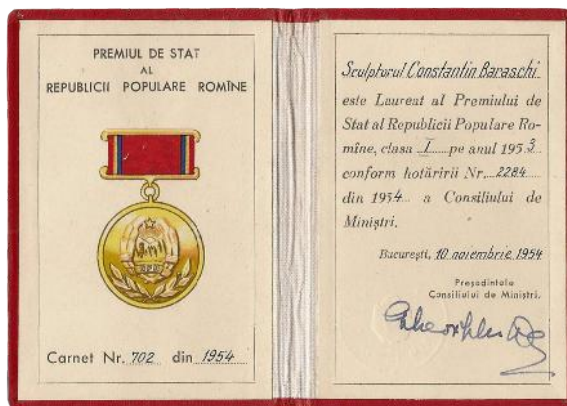 PREMIUL DE STAT
AL
REPUBLICII POPULARE ROMÎNE
RPR
Carnet Nr. 702 din 1954
Sculptorul Constantin Baraschi
este Laureat al Premiului de
Stat al Republicii Populare Ro-
mîne, clasa I pe anul 1953
conform hotărîrii Nr. 2284
din 1954 a Consiliului de
Miniștri.
București, 10 noiembrie 1954
Președintele
Consiliului de Miniștri.